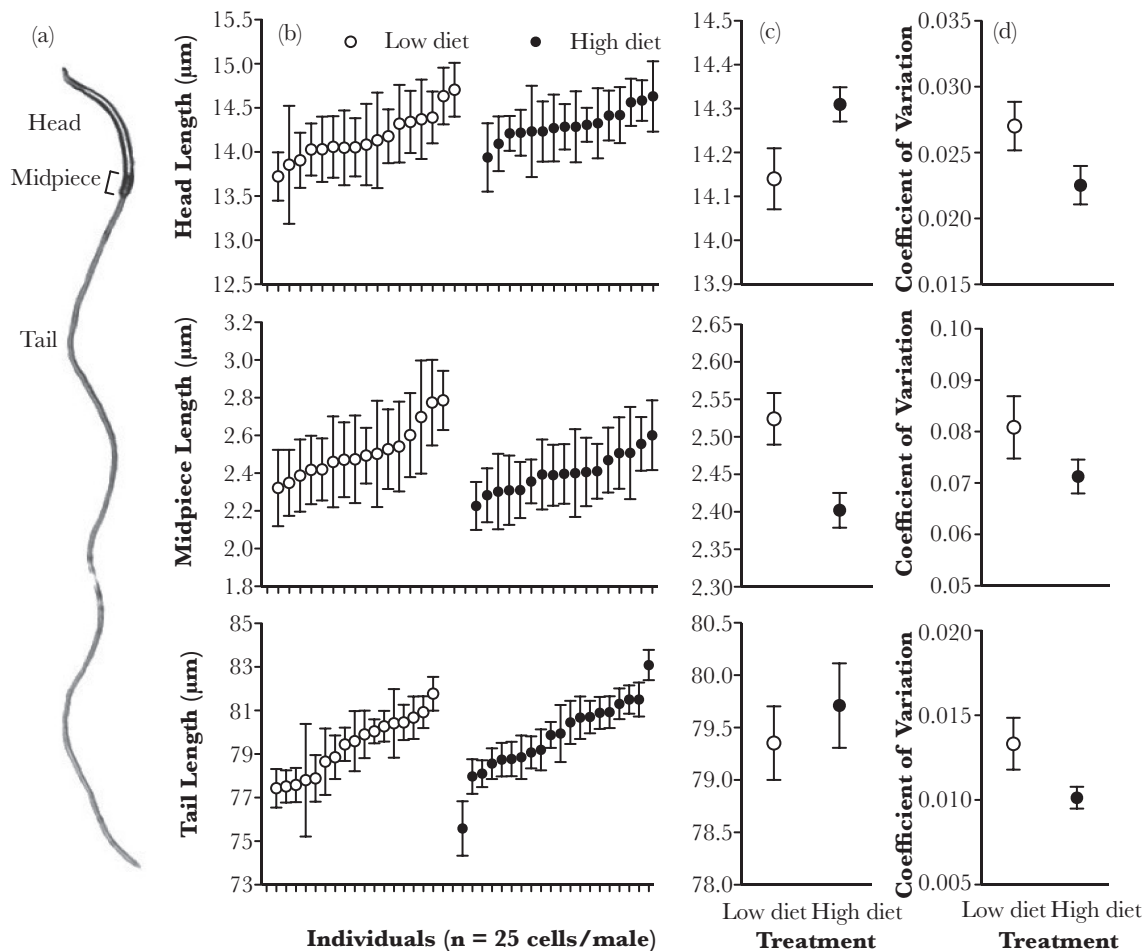 (a)
Head
Midpiece
Tail
(b)
Low diet
High diet
Head Length (µm)
15.5
15.0
14.5
14.0
13.5
13.0
12.5
Midpiece Length (µm)
3.2
3.0
2.8
2.6
2.4
2.2
2.0
1.8
Tail Length (µm)
85
83
81
79
77
75
73
Individuals (n = 25 cells/male)
(c)
14.5
14.4
14.3
14.2
14.1
14.0
13.9
2.65
2.60
2.55
2.50
2.45
2.40
2.35
2.30
80.5
80.0
79.5
79.0
78.5
78.0
Low diet High diet
Treatment
(d)
Coefficient of Variation
0.035
0.030
0.025
0.020
0.015
Coefficient of Variation
0.10
0.09
0.08
0.07
0.06
0.05
Coefficient of Variation
0.020
0.015
0.010
0.005
Low diet High diet
Treatment